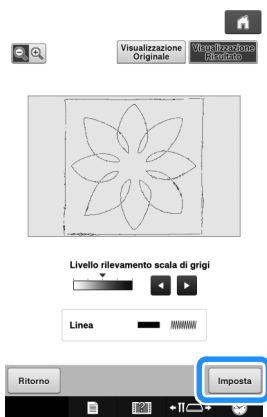 Visualizzazione Originale
Visualizzazione Risultato
Livello rilevamento scala di grigi
Linea
Ritorno
Imposta